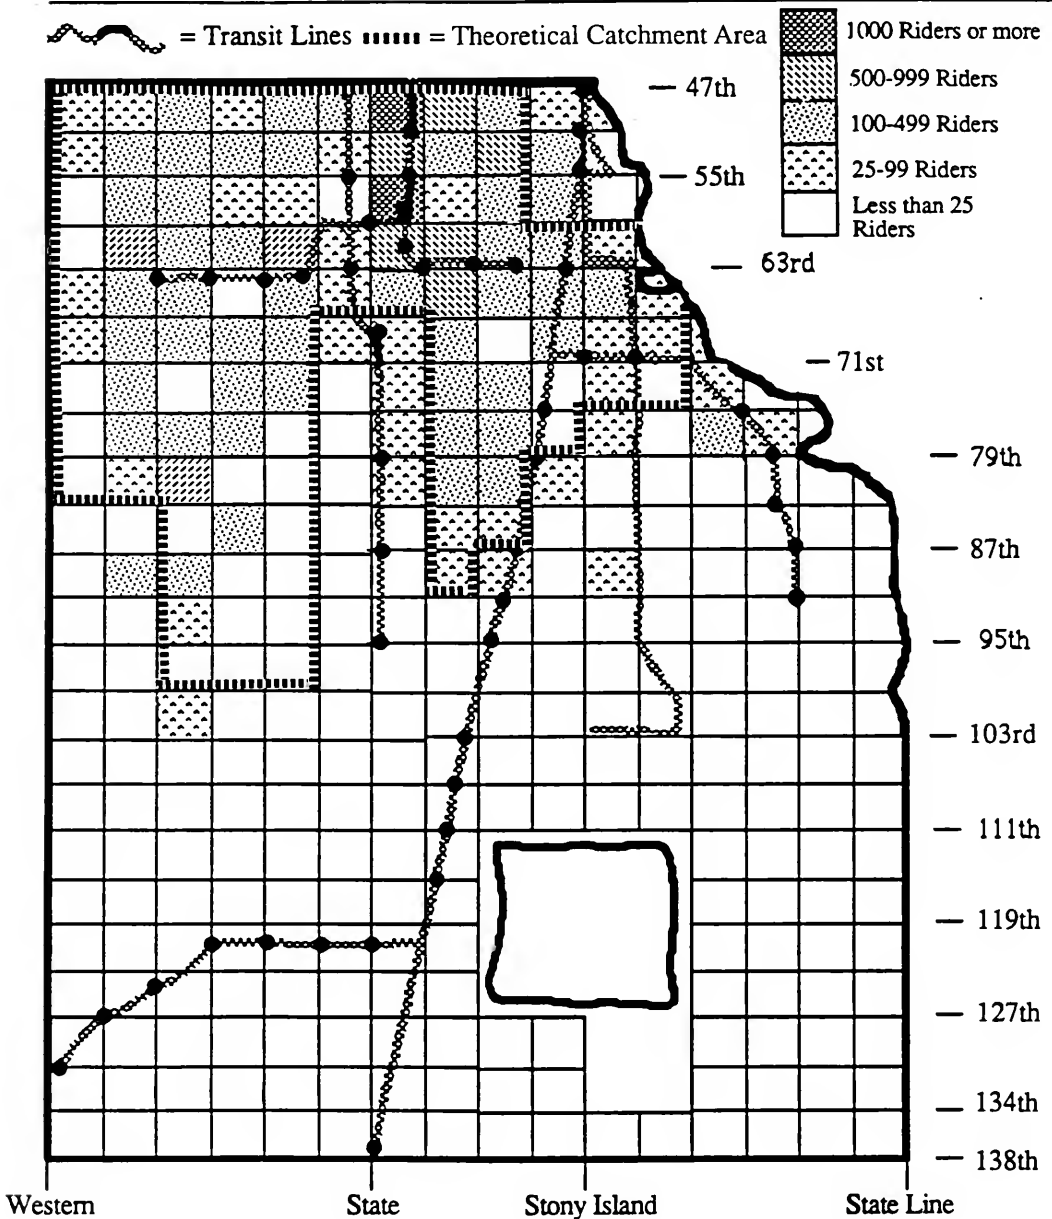 = Transit Lines = Theoretical Catchment Area
1000 Riders or more
500-999 Riders
100-499 Riders
25-99 Riders
Less than 25
Riders
47th
55th
63rd
71st
79th
87th
95th
103rd
111th
119th
127th
134th
138th
Western State Stony Island State Line